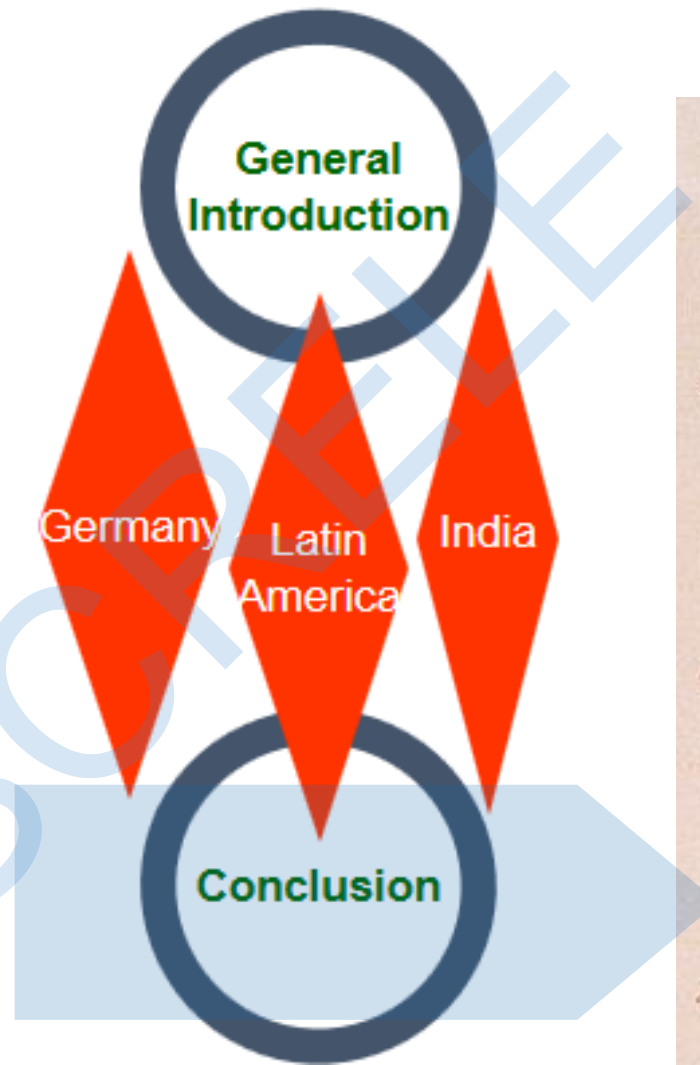 General
Introduction
Germany
Latin
America
India
Conclusion